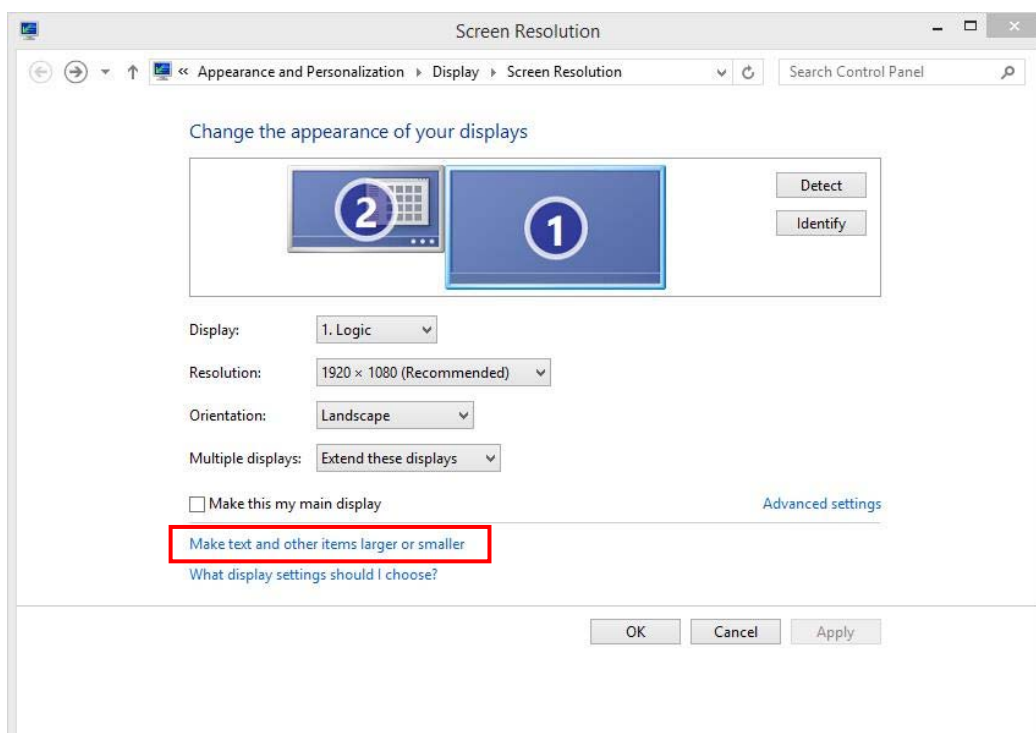 Screen Resolution
« Appearance and Personalization ▸ Display ▸ Screen Resolution
Search Control Panel
Change the appearance of your displays
2
1
Detect
Identify
Display: 1. Logic
Resolution: 1920 × 1080 (Recommended)
Orientation: Landscape
Multiple displays: Extend these displays
Make this my main display
Advanced settings
Make text and other items larger or smaller
What display settings should I choose?
OK Cancel Apply